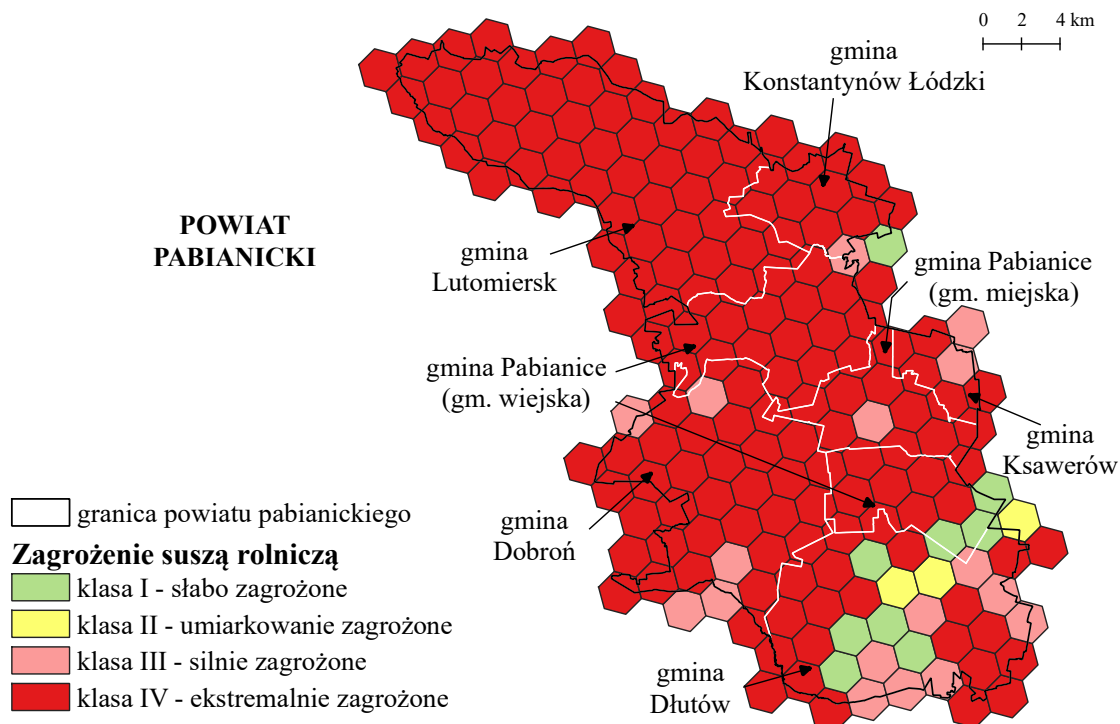 0 2 4 km
gmina
Konstantynów Łódzki
POWIAT
PABIANICKI
gmina
Lutomiersk
gmina Pabianice
(gm. miejska)
gmina Pabianice
(gm. wiejska)
gmina
Ksawerów
gmina
Dobroń
gmina
Dłutów
granica powiatu pabianickiego
Zagrożenie suszą rolniczą
klasa I - słabo zagrożone
klasa II - umiarkowanie zagrożone
klasa III - silnie zagrożone
klasa IV - ekstremalnie zagrożone